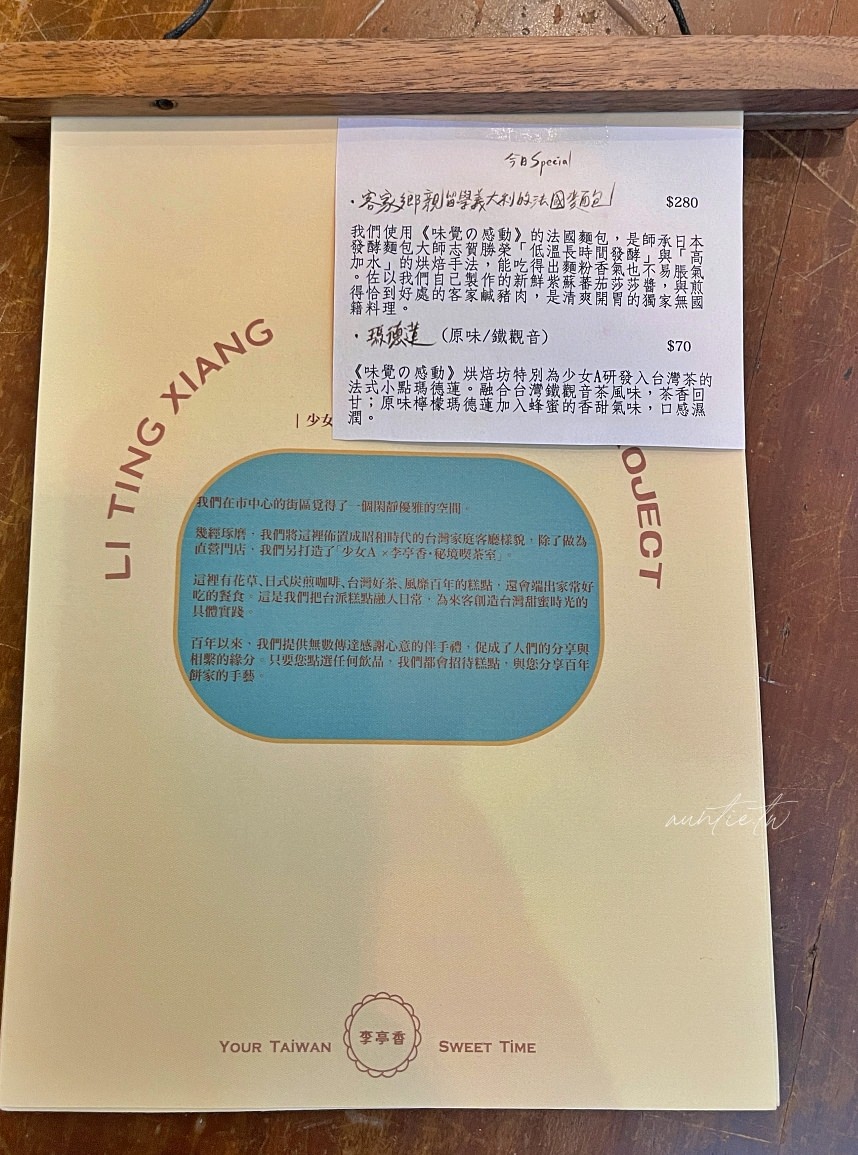 今日Special
・客家鄉親留學義大利的法國麵包 $280
我們使用《味覺の感動》的法國麵包，是師承日本
發酵麵包大師志賀勝榮「低溫長時間發酵」與「高
加水」的烘焙手法，能吃得出麵粉香氣也不易脹氣
。佐以我們自己製作的新鮮紫蘇蕃茄莎莎醬，與煎
得恰到好處的客家鹹豬肉，是清爽開胃的獨家無國
籍料理。
・瑪德蓮（原味/鐵觀音） $70
《味覺の感動》烘焙坊特別為少女A研發入台灣茶的
法式小點瑪德蓮。融合台灣鐵觀音茶風味，茶香回
甘；原味檸檬瑪德蓮加入蜂蜜的香甜氣味，口感濕
潤。
LI TING XIANG
OJECT
| 少女
我們在市中心的街區覓得了一個閑靜優雅的空間。
幾經琢磨，我們將這裡佈置成昭和時代的台灣家庭客廳樣貌，除了做為
直營門店，我們另打造了「少女A ×李亭香·秘境喫茶室」。
這裡有花草、日式炭煎咖啡、台灣好茶、風靡百年的糕點，還會端出家常好
吃的餐食。這是我們把台派糕點融入日常，為來客創造台灣甜蜜時光的
具體實踐。
百年以來，我們提供無數傳達感謝心意的伴手禮，促成了人們的分享與
相繫的緣分。只要您點選任何飲品，我們都會招待糕點，與您分享百年
餅家的手藝。
auntie.tw
YOUR TAIWAN 李亭香 SWEET TIME